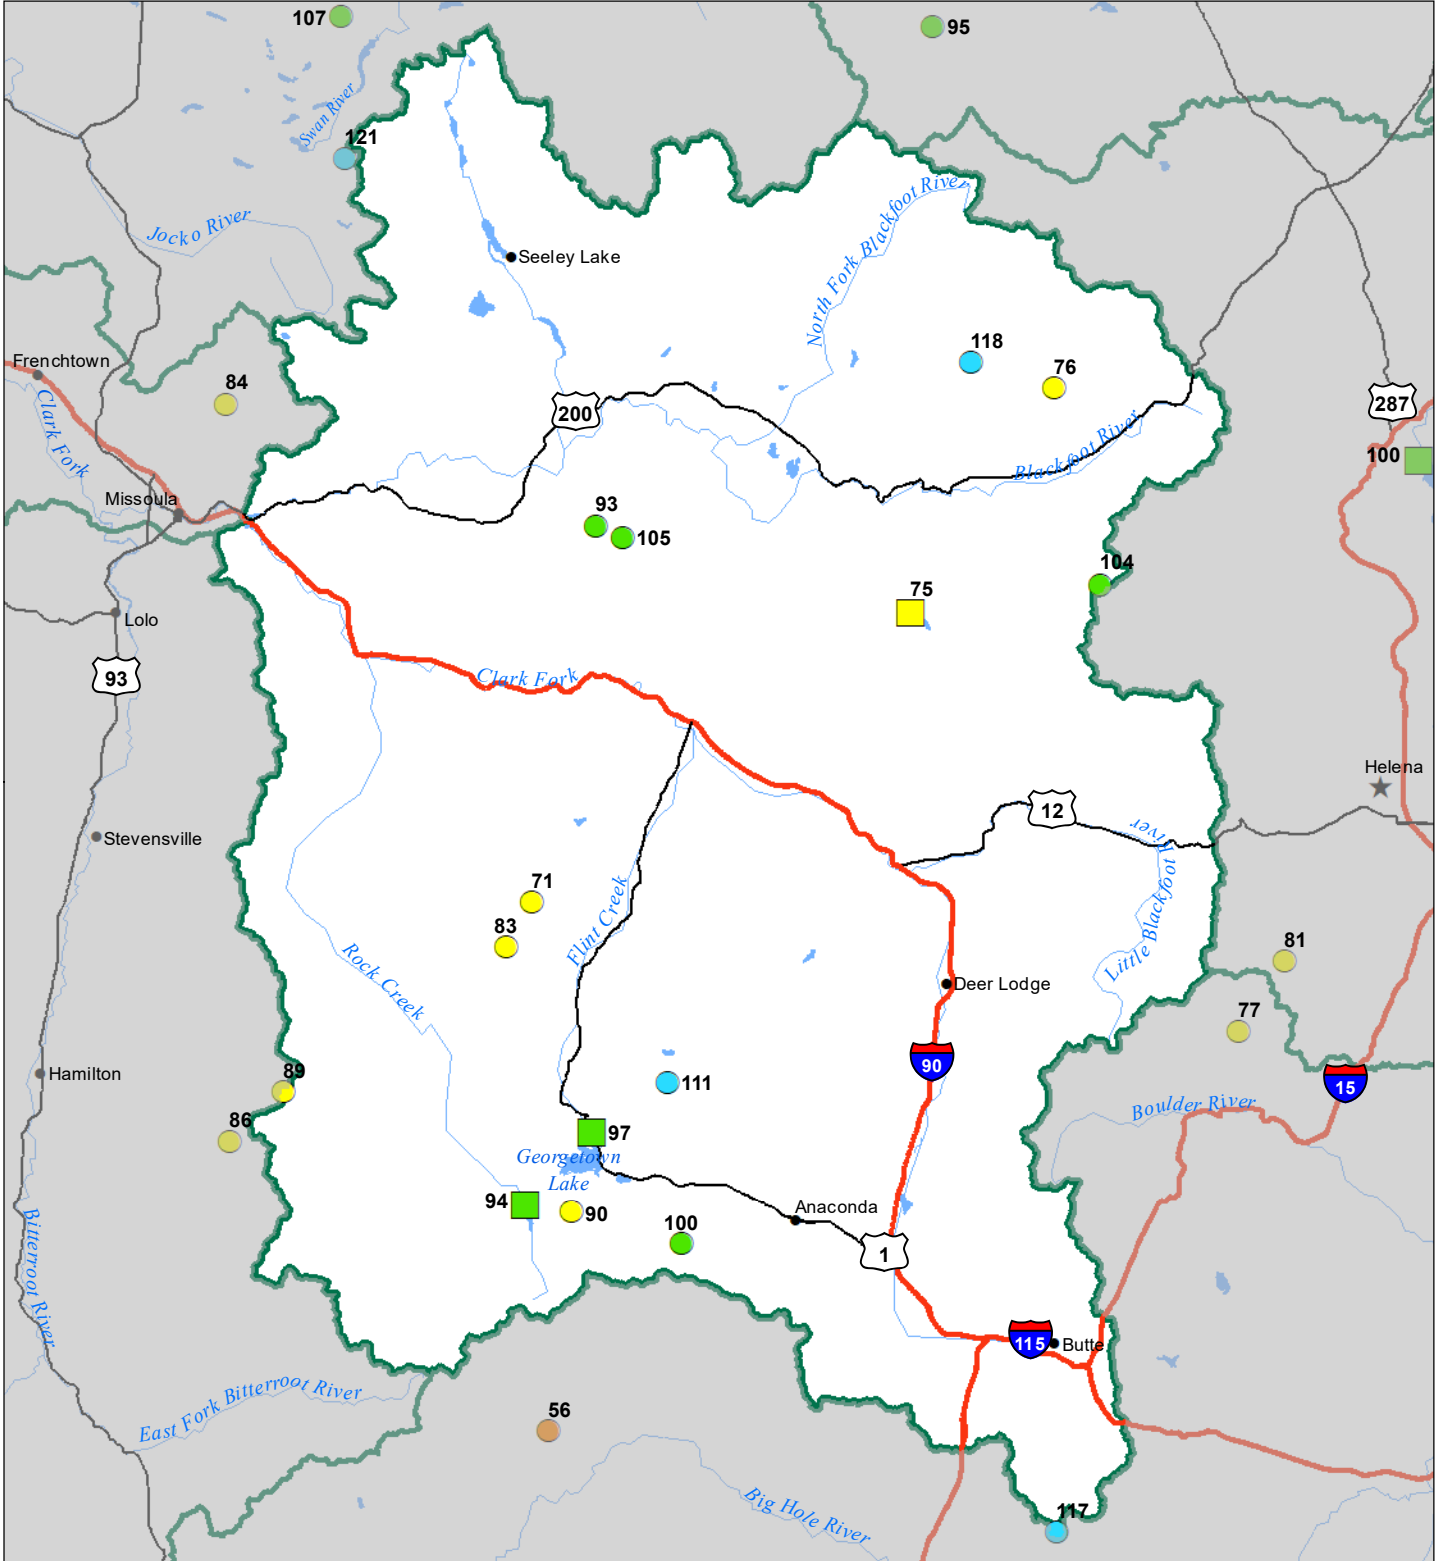 107
95
Swan River
121
Jocko River
North Fork Blackfoot River
Seeley Lake
118
76
Frenchtown
84
200
287
Clark Fork
Blackfoot River
100
Missoula
93
105
104
75
Lolo
93
Clark Fork
Helena
12
Little Blackfoot River
Stevensville
71
Flint Creek
83
81
Rock Creek
Deer Lodge
77
90
Hamilton
89
111
15
Boulder River
86
97
Georgetown
Lake
94
90
Anaconda
100
1
Bitterroot River
115
Butte
East Fork Bitterroot River
56
Big Hole River
117